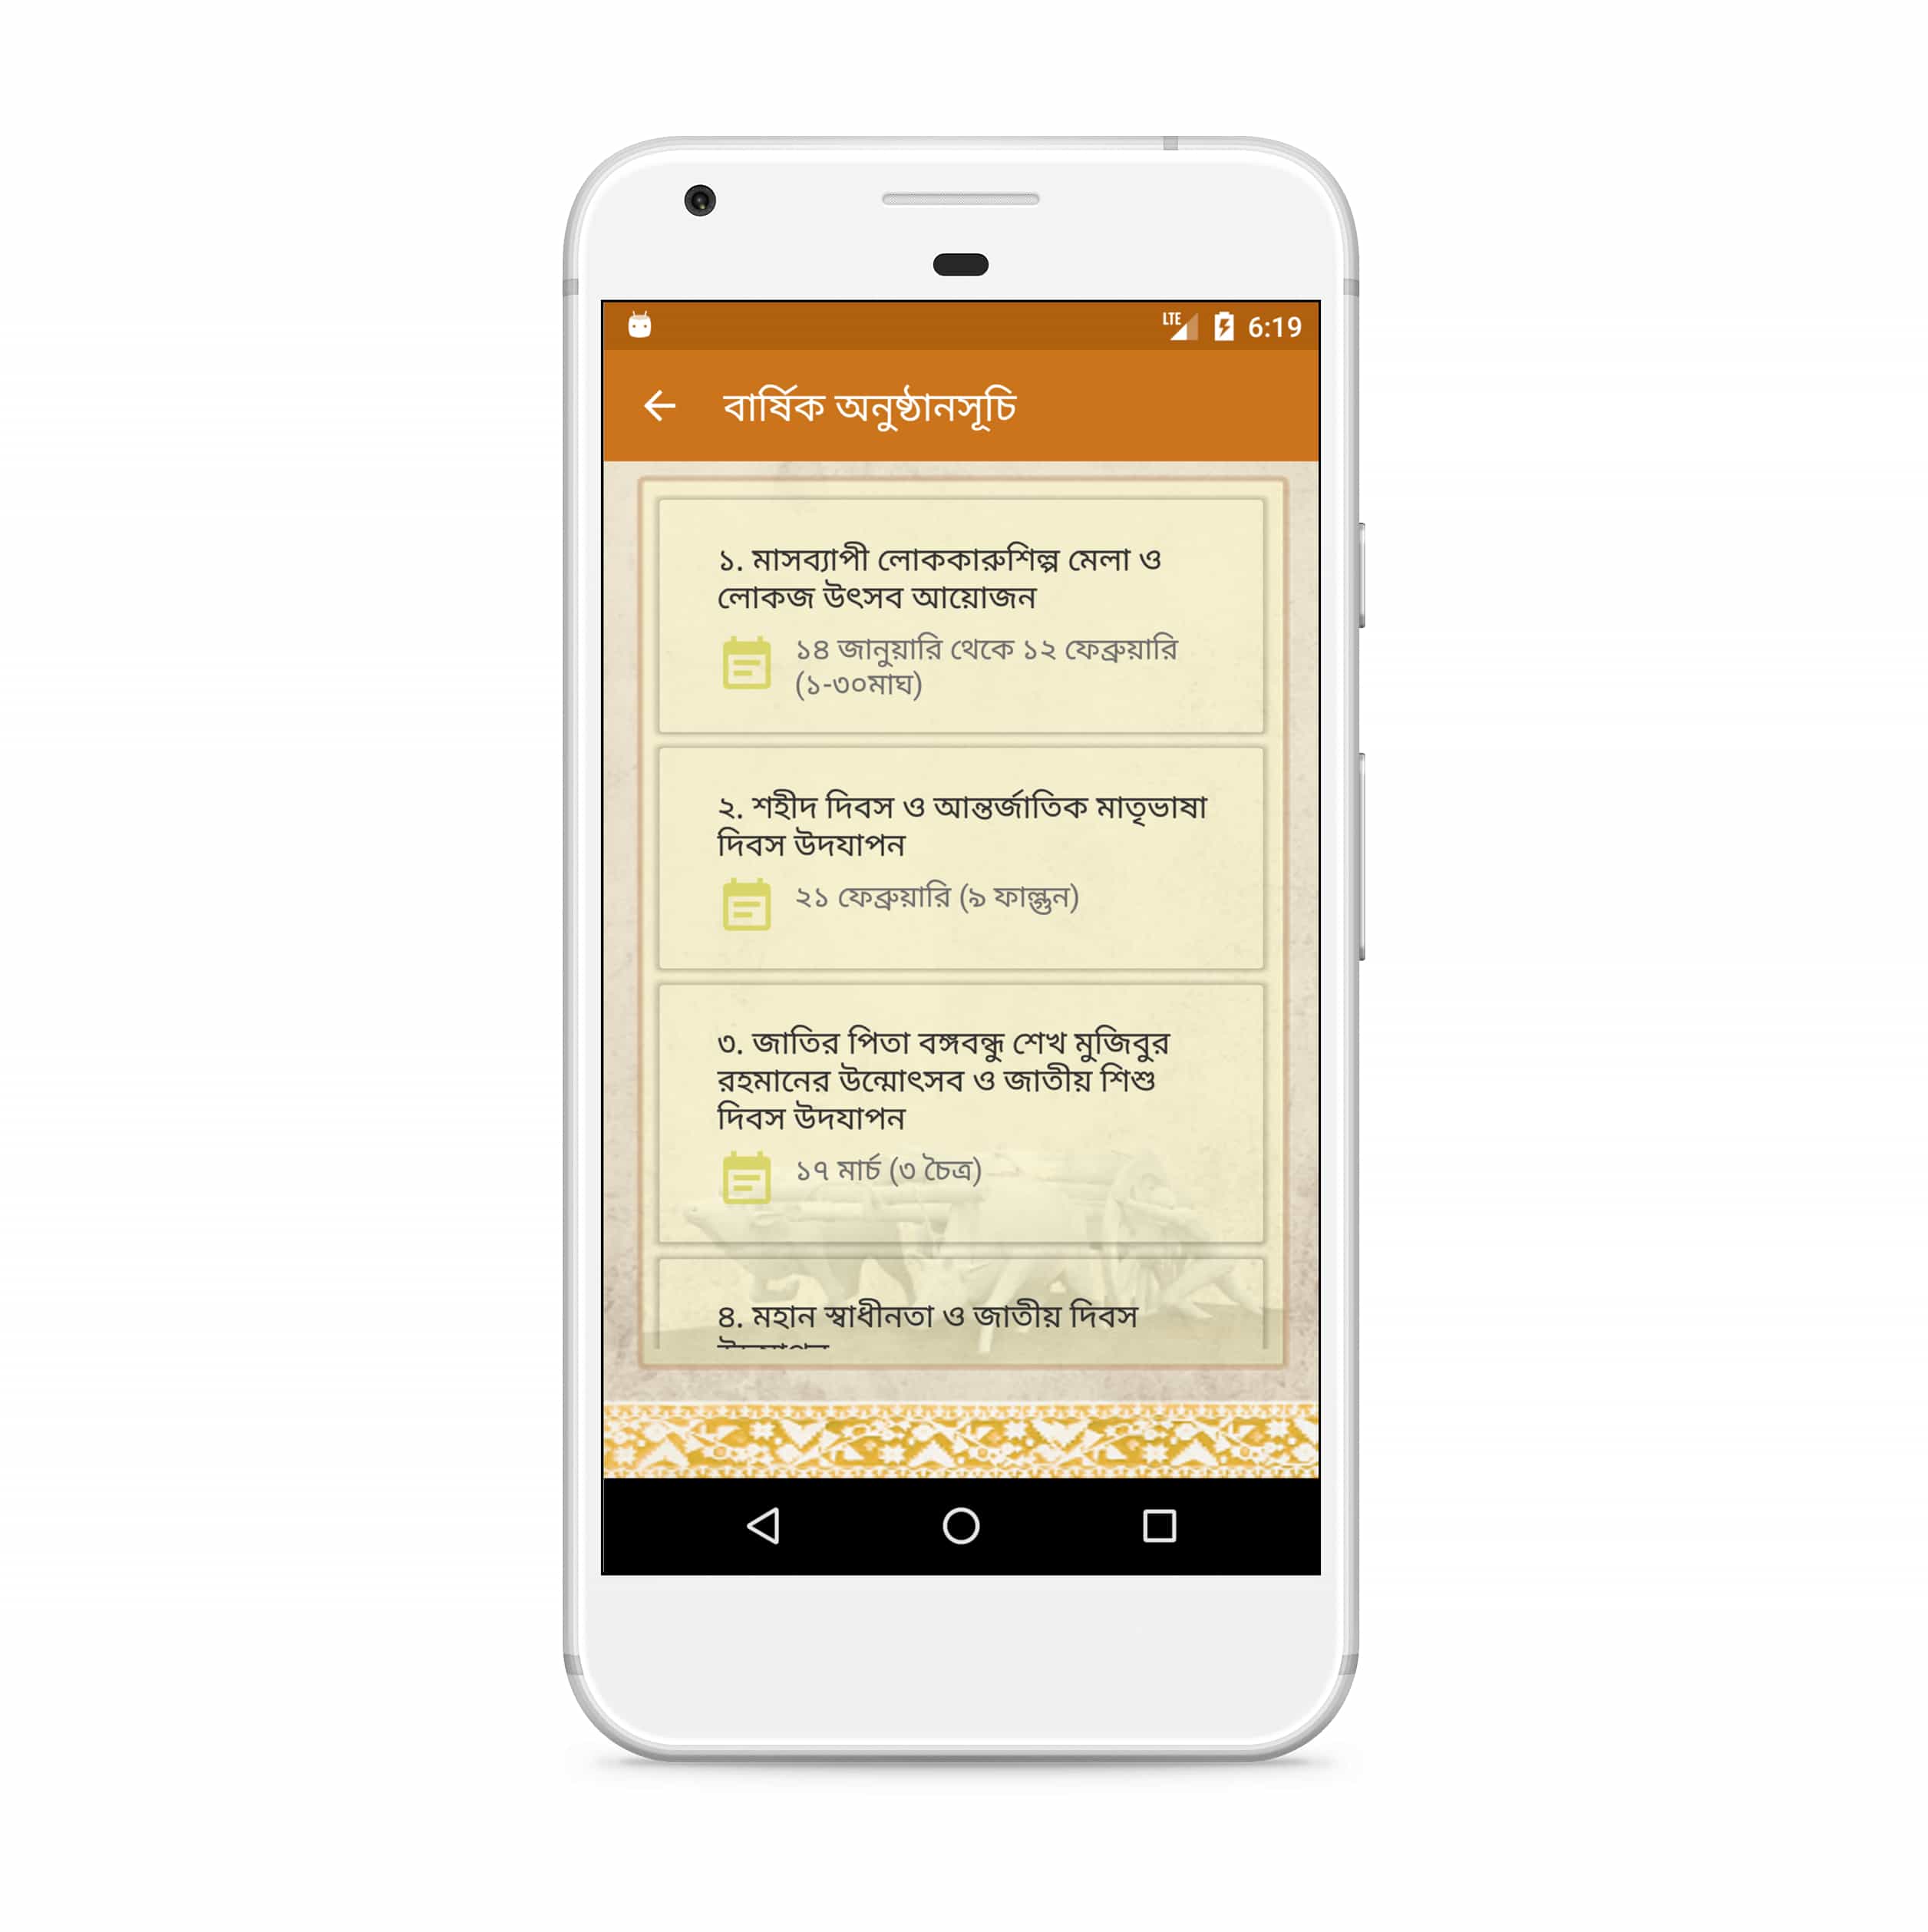 LTE 6:19
বার্ষিক অনুষ্ঠানসূচি
১. মাসব্যাপী লোককারুশিল্প মেলা ও
লোকজ উৎসব আয়োজন
১৪ জানুয়ারি থেকে ১২ ফেব্রুয়ারি
(১-৩০মাঘ)
২. শহীদ দিবস ও আন্তর্জাতিক মাতৃভাষা
দিবস উদযাপন
২১ ফেব্রুয়ারি (৯ ফাল্গুন)
৩. জাতির পিতা বঙ্গবন্ধু শেখ মুজিবুর
রহমানের উন্মোৎসব ও জাতীয় শিশু
দিবস উদযাপন
১৭ মার্চ (৩ চৈত্র)
৪. মহান স্বাধীনতা ও জাতীয় দিবস